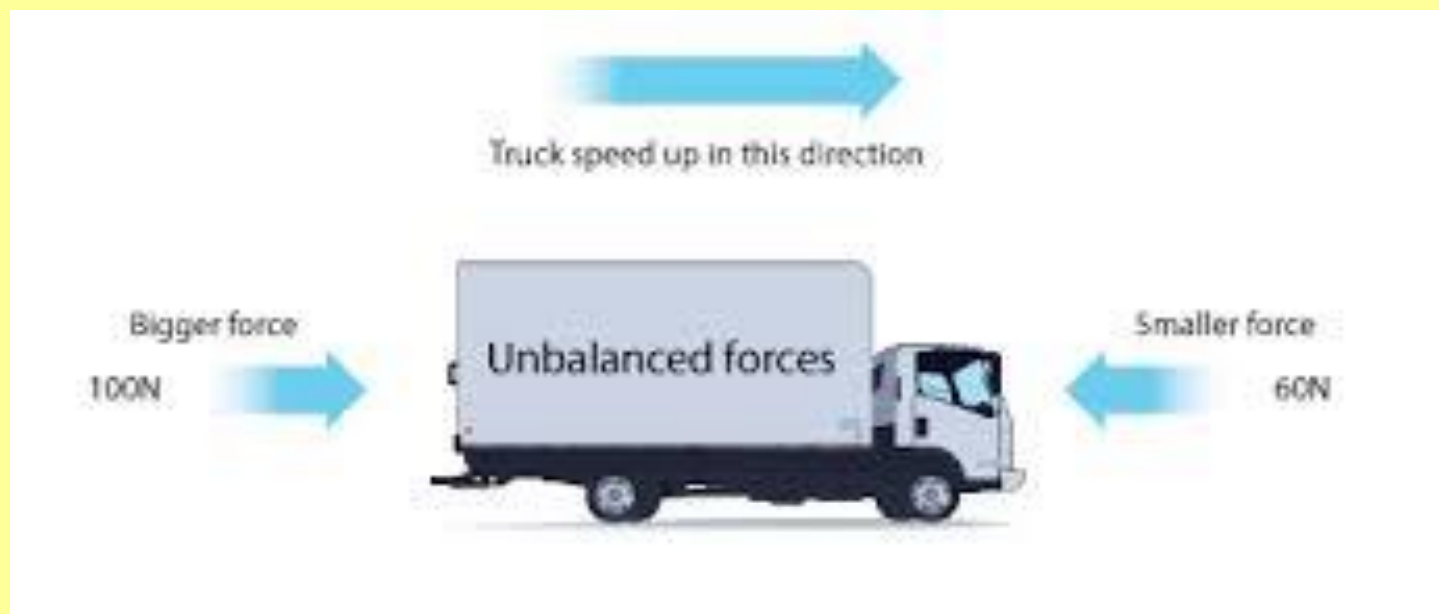 Truck speed up in this direction
Bigger force
Smaller force
Unbalanced forces
100N
60N